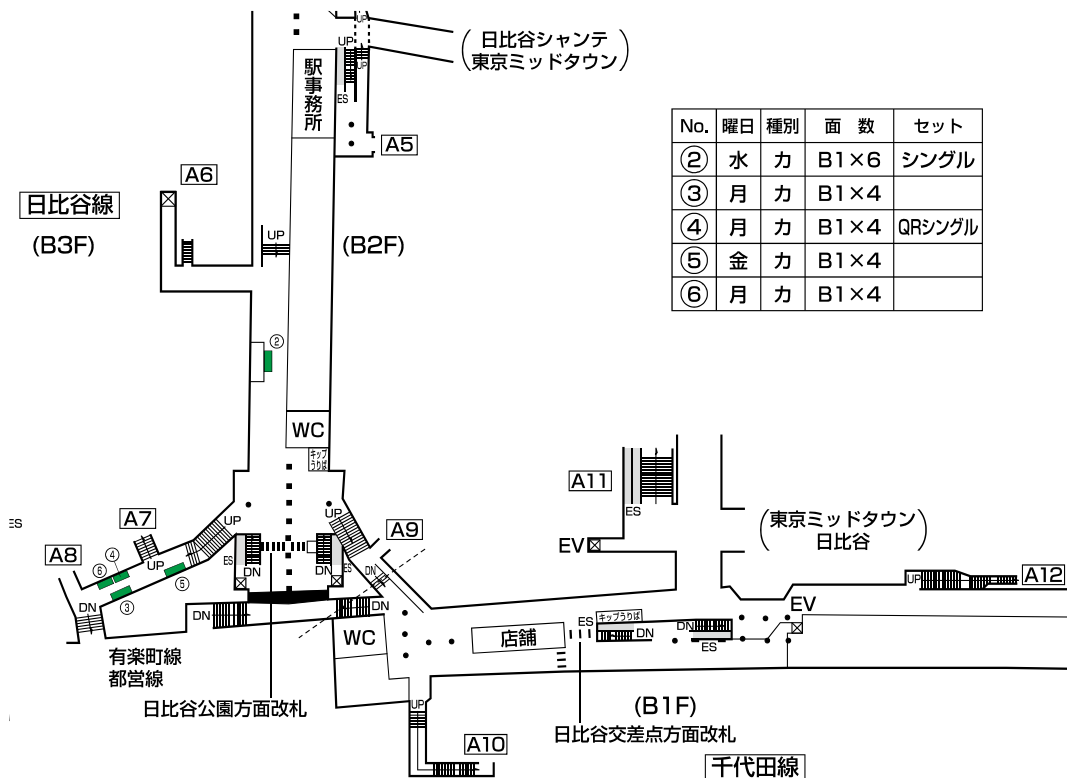 UP
日比谷シャンテ
東京ミッドタウン
UP
UP
駅事務所
ES
A5
No. 曜日 種別 面 数 セット
② 水 カ B1×6 シングル
③ 月 カ B1×4
④ 月 カ B1×4 QRシングル
⑤ 金 カ B1×4
⑥ 月 カ B1×4
A6
日比谷線
(B3F)
UP
(B2F)
②
WC
キップ
うりば
A11
ES
ES
A7
UP
UP
A9
(東京ミッドタウン
日比谷)
A8
④
UP
ES
DN
DN
ES
EV
⑥
⑤
③
DN
A12
UP
DN
DN
EV
キップうりば
ES
DN
DN
ES
WC
店舗
有楽町線
都営線
日比谷公園方面改札
UP
(B1F)
日比谷交差点方面改札
A10
千代田線